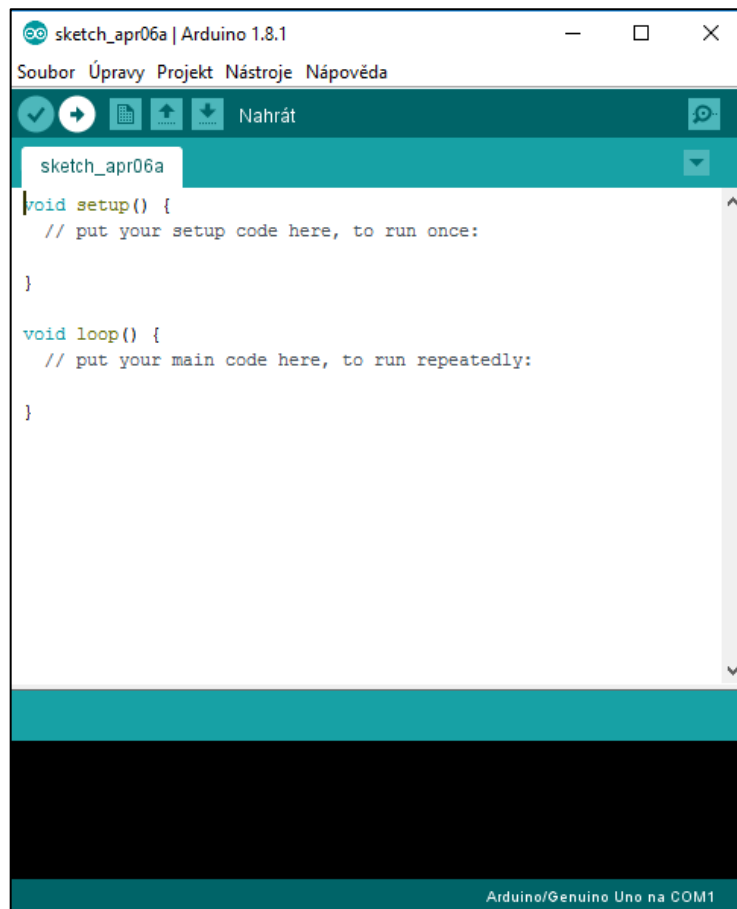 sketch_apr06a | Arduino 1.8.1
Soubor Úpravy Projekt Nástroje Nápověda
Nahrát
sketch_apr06a
void setup() {
  // put your setup code here, to run once:
}
void loop() {
  // put your main code here, to run repeatedly:
}
Arduino/Genuino Uno na COM1